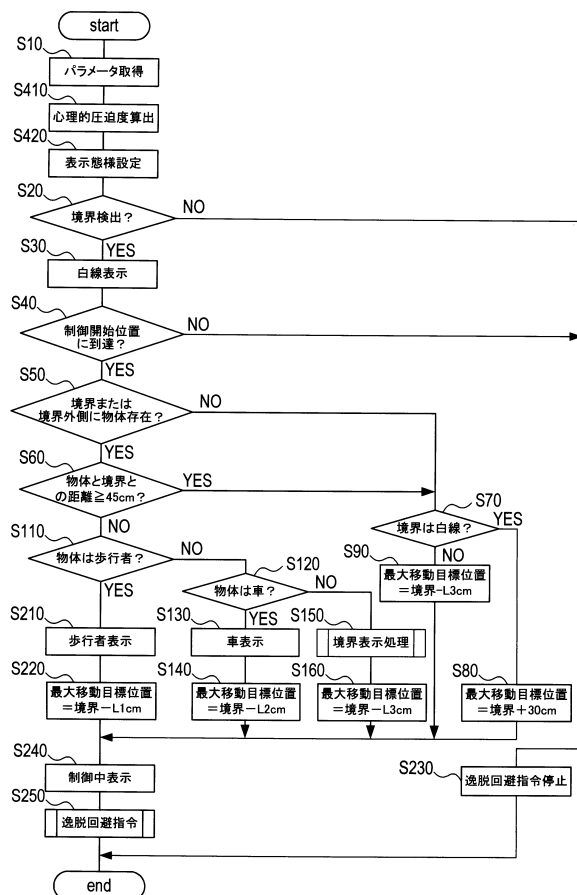 start
S10
パラメータ取得
S410
心理的圧迫度算出
S420
表示態様設定
S20
境界検出？
NO
YES
S30
白線表示
S40
制御開始位置
に到達？
NO
YES
S50
境界または
境界外側に物体存在？
NO
YES
S60
物体と境界と
の距離≧45cm？
YES
NO
S70
境界は白線？
YES
NO
S90
最大移動目標位置
＝境界-L3cm
S110
物体は歩行者？
NO
YES
S120
物体は車？
NO
YES
S210
歩行者表示
S130
車表示
S150
境界表示処理
S220
最大移動目標位置
＝境界－L1cm
S140
最大移動目標位置
＝境界－L2cm
S160
最大移動目標位置
＝境界－L3cm
S80
最大移動目標位置
＝境界＋30cm
S240
制御中表示
S230
逸脱回避指令停止
S250
逸脱回避指令
end